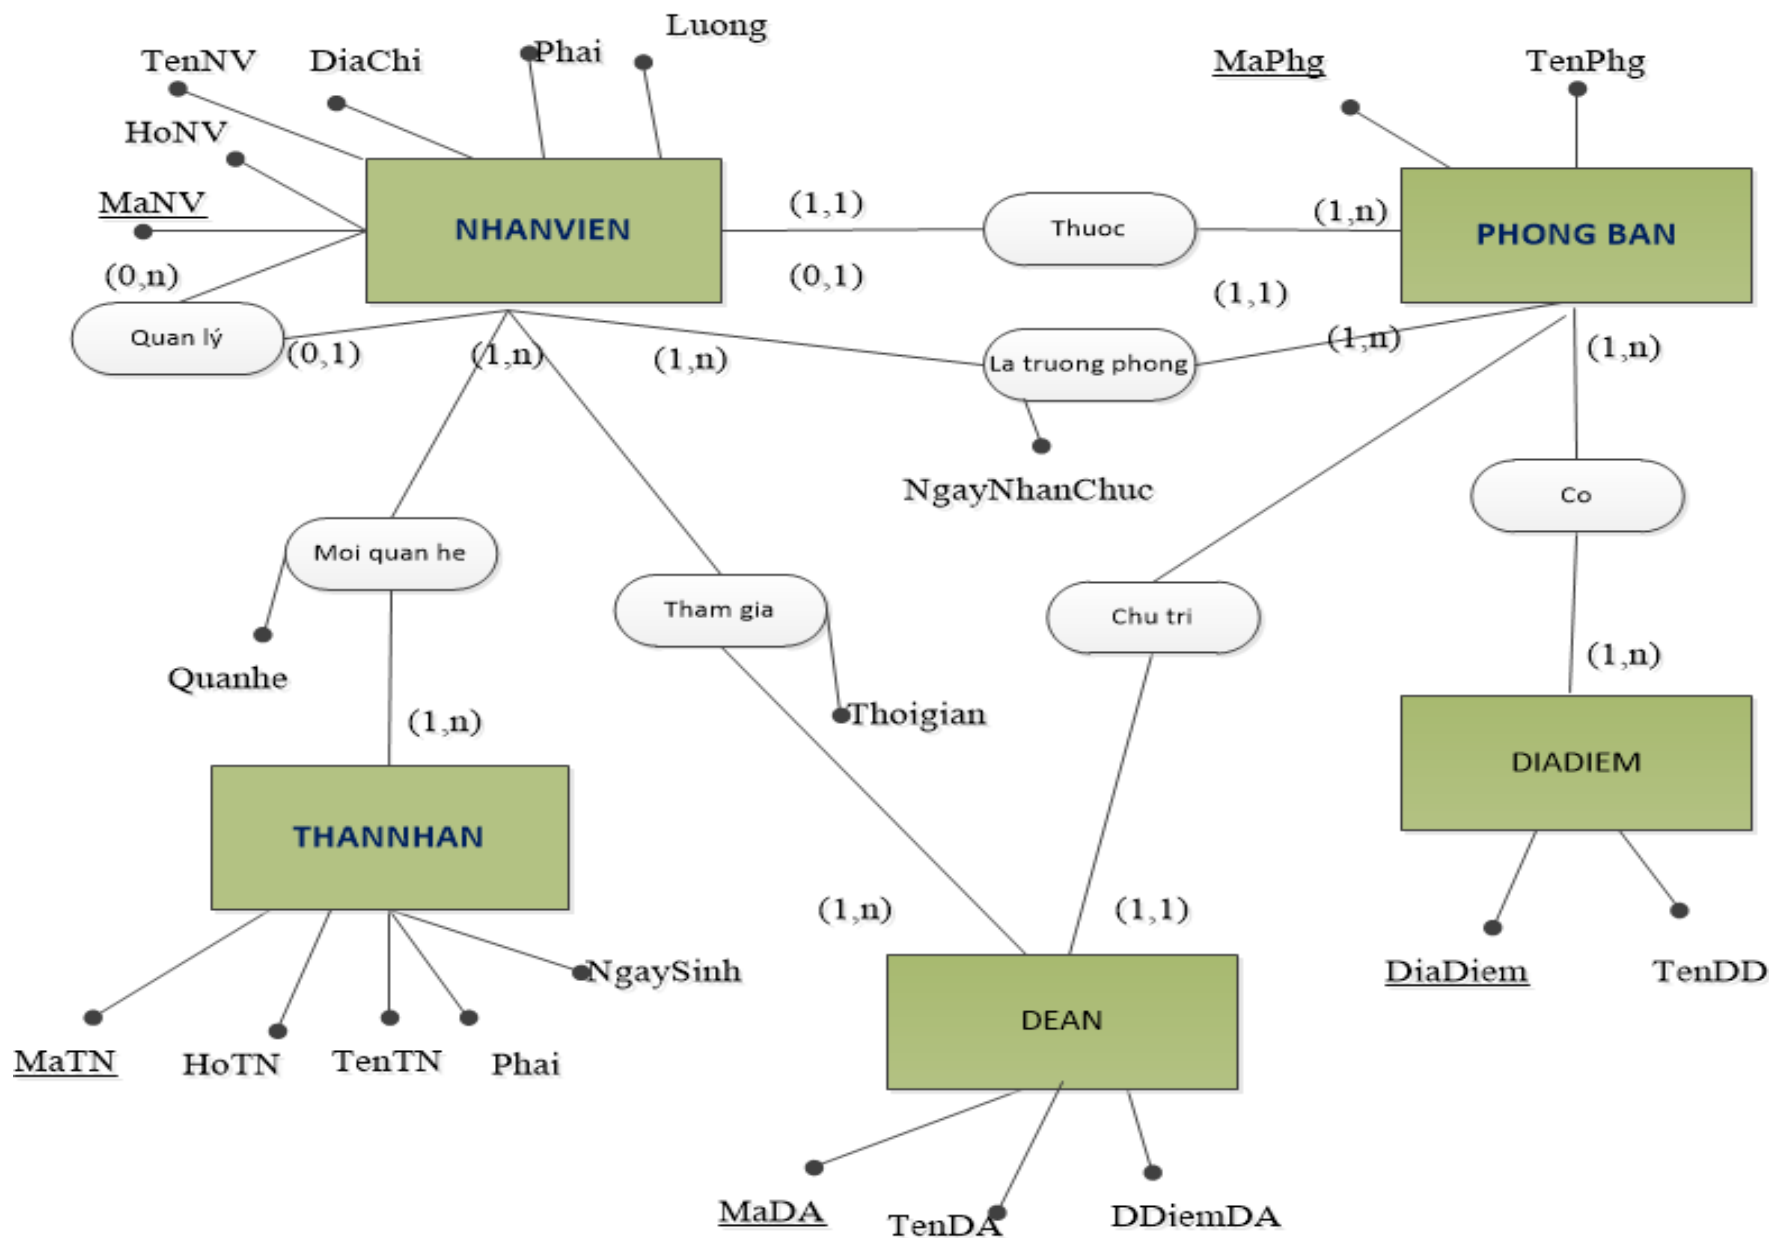 Luong
TenNV
DiaChi
Phai
MaPhg
TenPhg
HoNV
MaNV
(1,1)
Thuoc
(1,n)
NHANVIEN
PHONG BAN
(0,n)
(0,1)
(1,1)
Quan lý
(0,1)
(1,n)
(1,n)
La truong phong
(1,n)
(1,n)
NgayNhanChuc
Co
Moi quan he
Tham gia
Chu tri
Quanhe
(1,n)
(1,n)
Thoigian
DIADIEM
THANNHAN
(1,n)
(1,1)
NgaySinh
DiaDiem
TenDD
DEAN
MaTN
HoTN
TenTN
Phai
MaDA
TenDA
DDiemDA